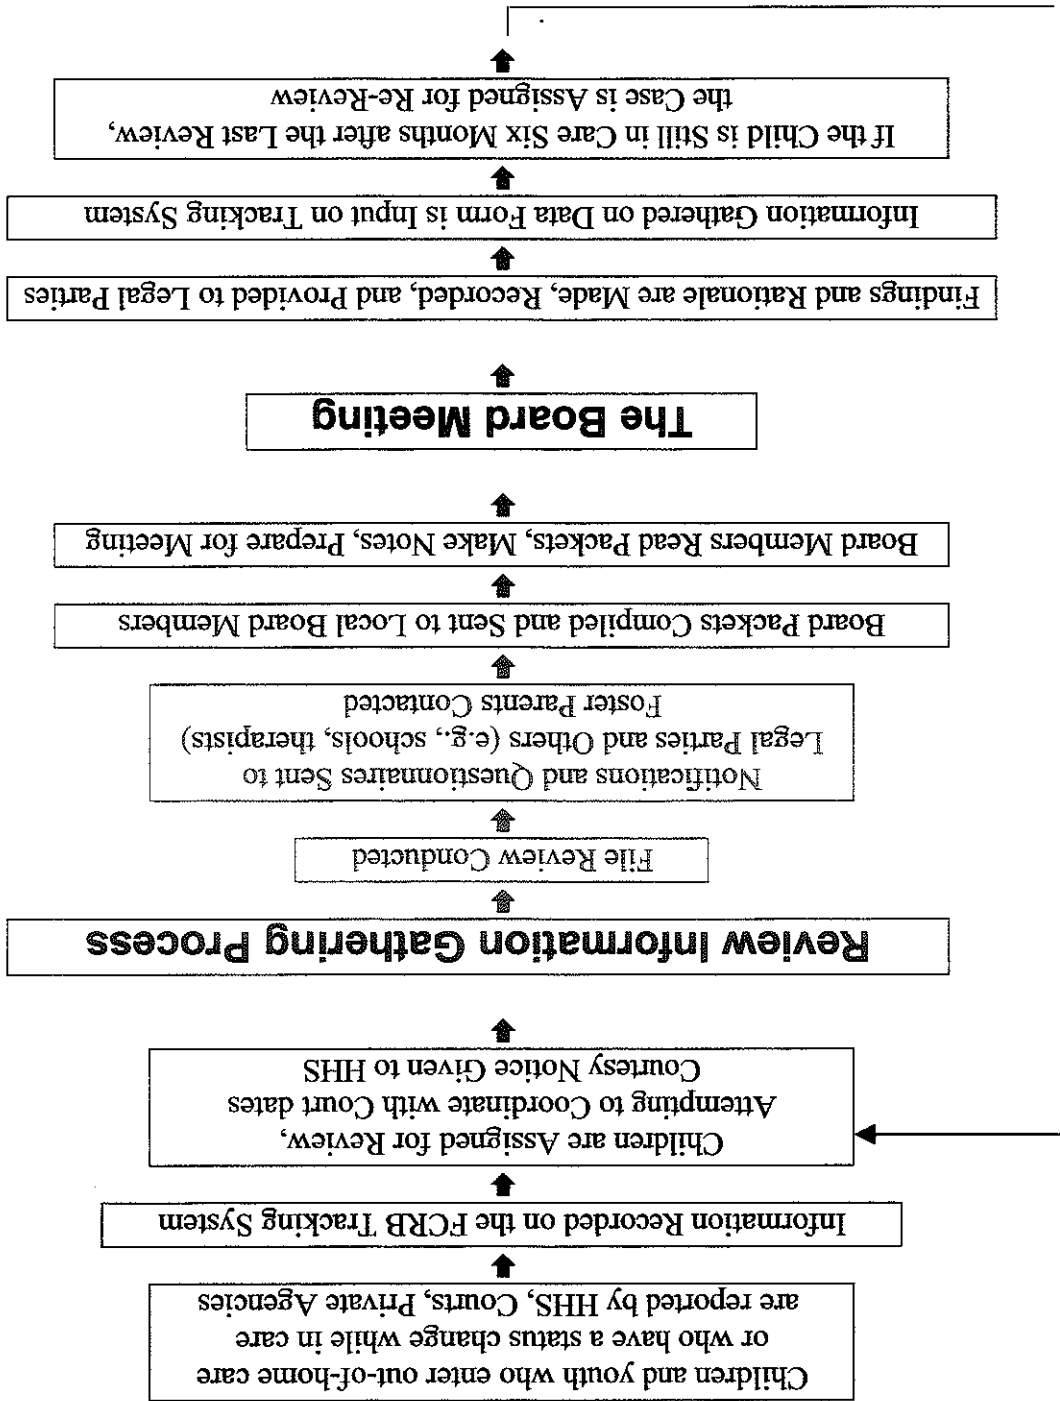 Children and youth who enter out-of-home care
or who have a status change while in care
are reported by HHS, Courts, Private Agencies
Information Recorded on the FCRB Tracking System
Children are Assigned for Review,
Attempting to Coordinate with Court dates
Courtesy Notice Given to HHS
Review Information Gathering Process
File Review Conducted
Notifications and Questionnaires Sent to
Legal Parties and Others (e.g., schools, therapists)
Foster Parents Contacted
Board Packets Compiled and Sent to Local Board Members
Board Members Read Packets, Make Notes, Prepare for Meeting
The Board Meeting
Findings and Rationale are Made, Recorded, and Provided to Legal Parties
Information Gathered on Data Form is Input on Tracking System
If the Child is Still in Care Six Months after the Last Review,
the Case is Assigned for Re-Review